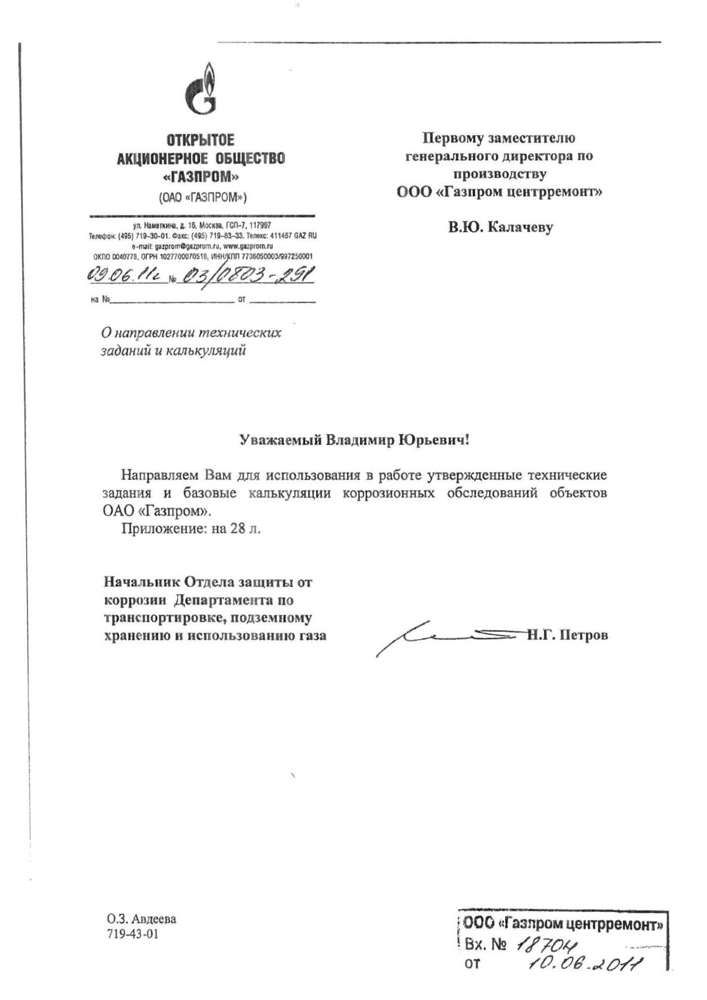 ОТКРЫТОЕ
АКЦИОНЕРНОЕ ОБЩЕСТВО
«ГАЗПРОМ»
(ОАО «ГАЗПРОМ»)
ул. Наметкина, д. 16, Москва, ГСП-7, 117997
Телефон: (495) 719-30-01. Факс: (495) 719-83-33. Телекс: 411467 GAZ RU
e-mail: gazprom@gazprom.ru, www.gazprom.ru
ОКПО 0040778, ОГРН 1027700070518, ИНН/КПП 7736050003/997250001
09.06.11г № 03/0803-291
на № от
О направлении технических
заданий и калькуляций
Первому заместителю
генерального директора по
производству
ООО «Газпром центрремонт»
В.Ю. Калачеву
Уважаемый Владимир Юрьевич!
Направляем Вам для использования в работе утвержденные технические
задания и базовые калькуляции коррозионных обследований объектов
ОАО «Газпром».
Приложение: на 28 л.
Начальник Отдела защиты от
коррозии Департамента по
транспортировке, подземному
хранению и использованию газа
Н.Г. Петров
О.З. Авдеева
719-43-01
ООО «Газпром центрремонт»
Вх. № 18704
от 10.06.2011